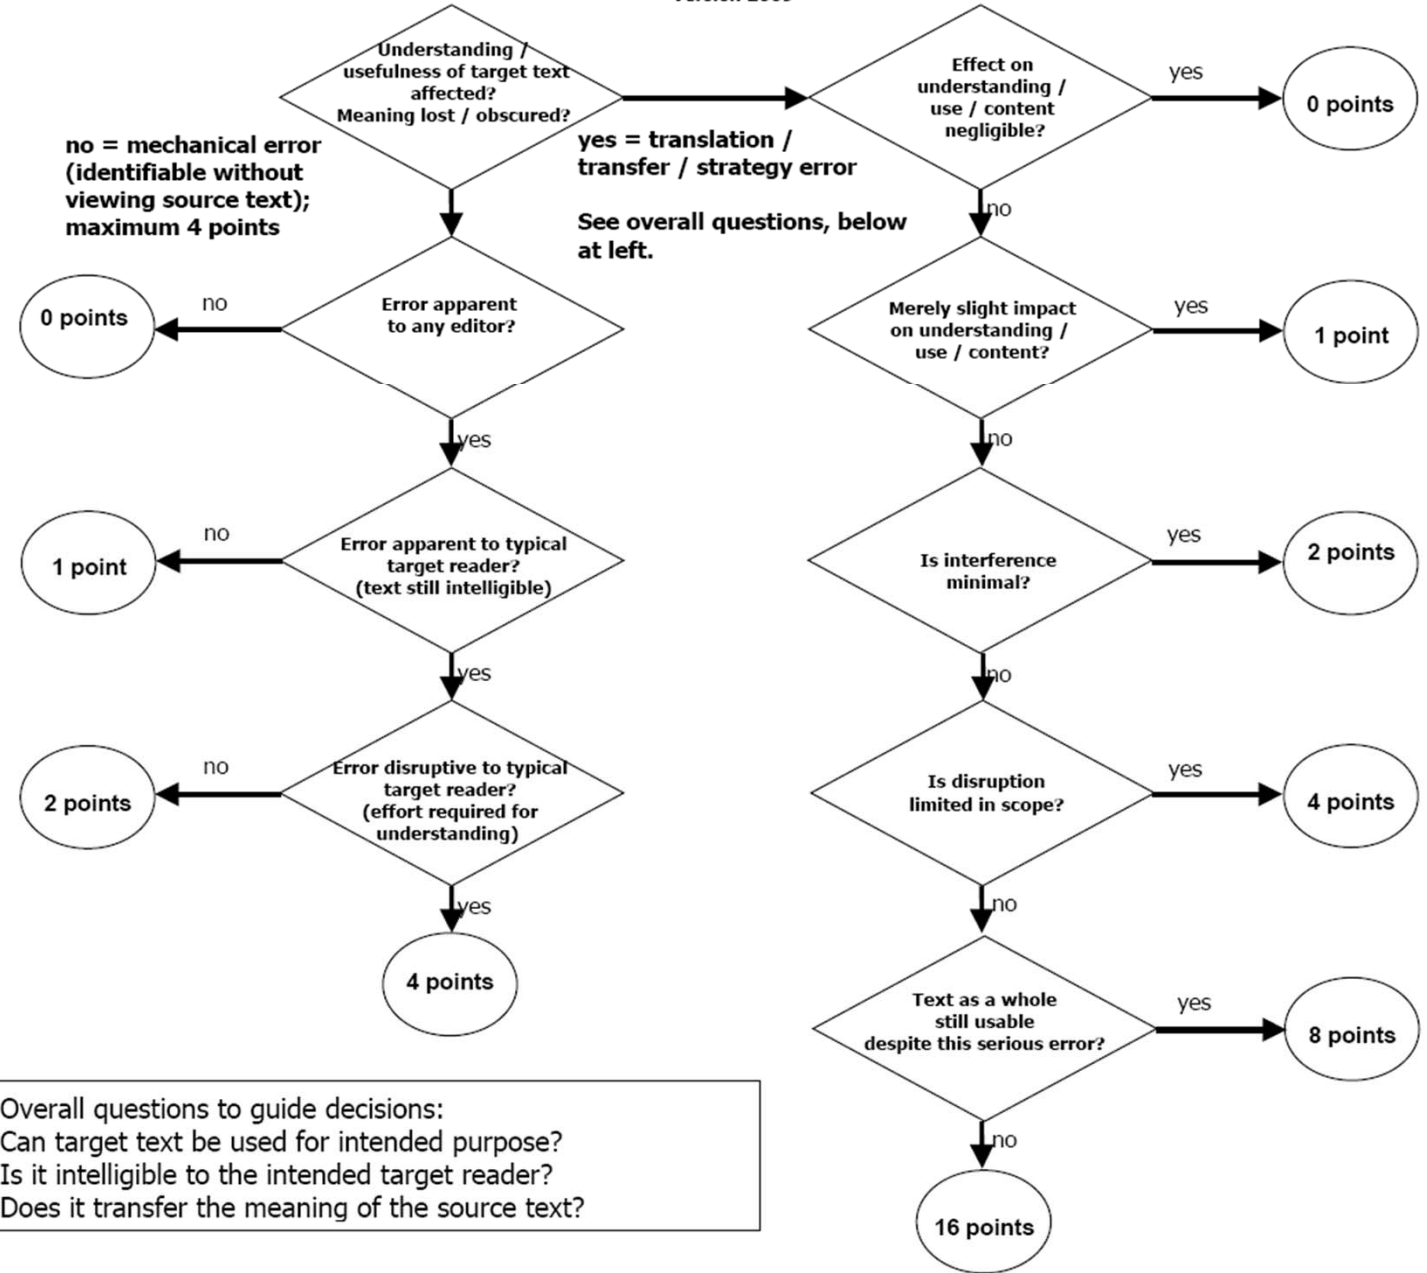 Understanding /
usefulness of target text
affected?
Meaning lost / obscured?
Effect on
understanding /
use / content
negligible?
yes
0 points
no = mechanical error
(identifiable without
viewing source text);
maximum 4 points
yes = translation /
transfer / strategy error
See overall questions, below
at left.
no
0 points
no
Error apparent
to any editor?
Merely slight impact
on understanding /
use / content?
yes
1 point
yes
no
1 point
no
Error apparent to typical
target reader?
(text still intelligible)
Is interference
minimal?
yes
2 points
yes
no
2 points
no
Error disruptive to typical
target reader?
(effort required for
understanding)
Is disruption
limited in scope?
yes
4 points
yes
no
4 points
Text as a whole
still usable
despite this serious error?
yes
8 points
no
16 points
Overall questions to guide decisions:
Can target text be used for intended purpose?
Is it intelligible to the intended target reader?
Does it transfer the meaning of the source text?